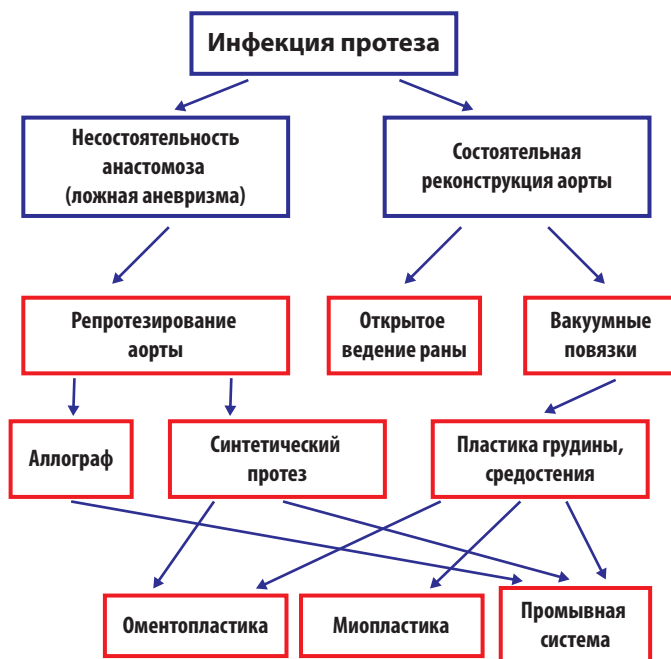 Инфекция протеза
Несостоятельность
анастомоза
(ложная аневризма)
Состоятельная
реконструкция аорты
Репротезирование
аорты
Открытое
ведение раны
Вакуумные
повязки
Аллограф
Синтетический
протез
Пластика грудины,
средостения
Оментопластика
Миопластика
Промывная
система